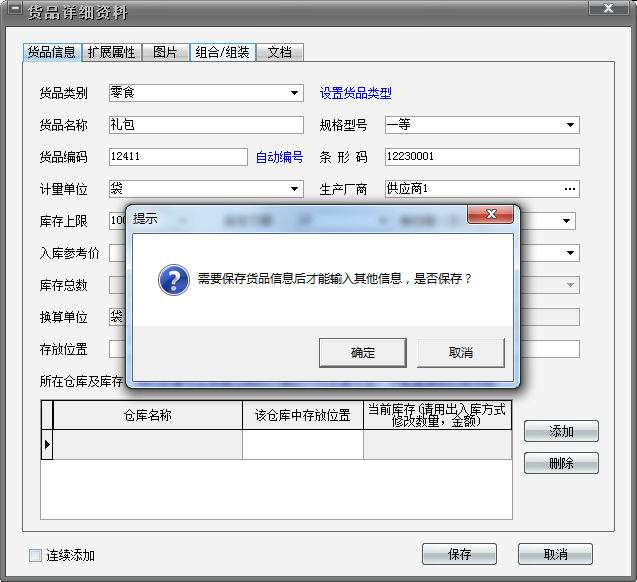 货品详细资料
货品信息 扩展属性 图片 组合/组装 文档
货品类别 零食 设置货品类型
货品名称 礼包 规格型号 一等
货品编码 12411 自动编号 条 形 码 12230001
计量单位 袋 生产厂商 供应商1 ...
库存上限
提示
入库参考价
需要保存货品信息后才能输入其他信息，是否保存？
库存总数
换算单位 袋
存放位置
确定 取消
所在仓库及库存
仓库名称 该仓库中存放位置 当前库存(请用出入库方式
修改数量，金额)
添加
删除
连续添加 保存 取消